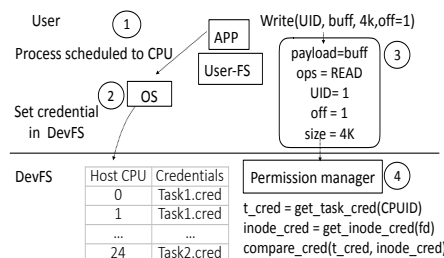 User
1
Write(UID, buff, 4k,off=1)
Process scheduled to CPU
APP
User-FS
payload=buff
ops = READ
UID= 1
off = 1
size = 4K
3
2
OS
Set credential
in DevFS
DevFS
Host CPU Credentials
0 Task1.cred
1 Task1.cred
... ...
24 Task2.cred
Permission manager
4
t_cred = get_task_cred(CPUID)
inode_cred = get_inode_cred(fd)
compare_cred(t_cred, inode_cred)